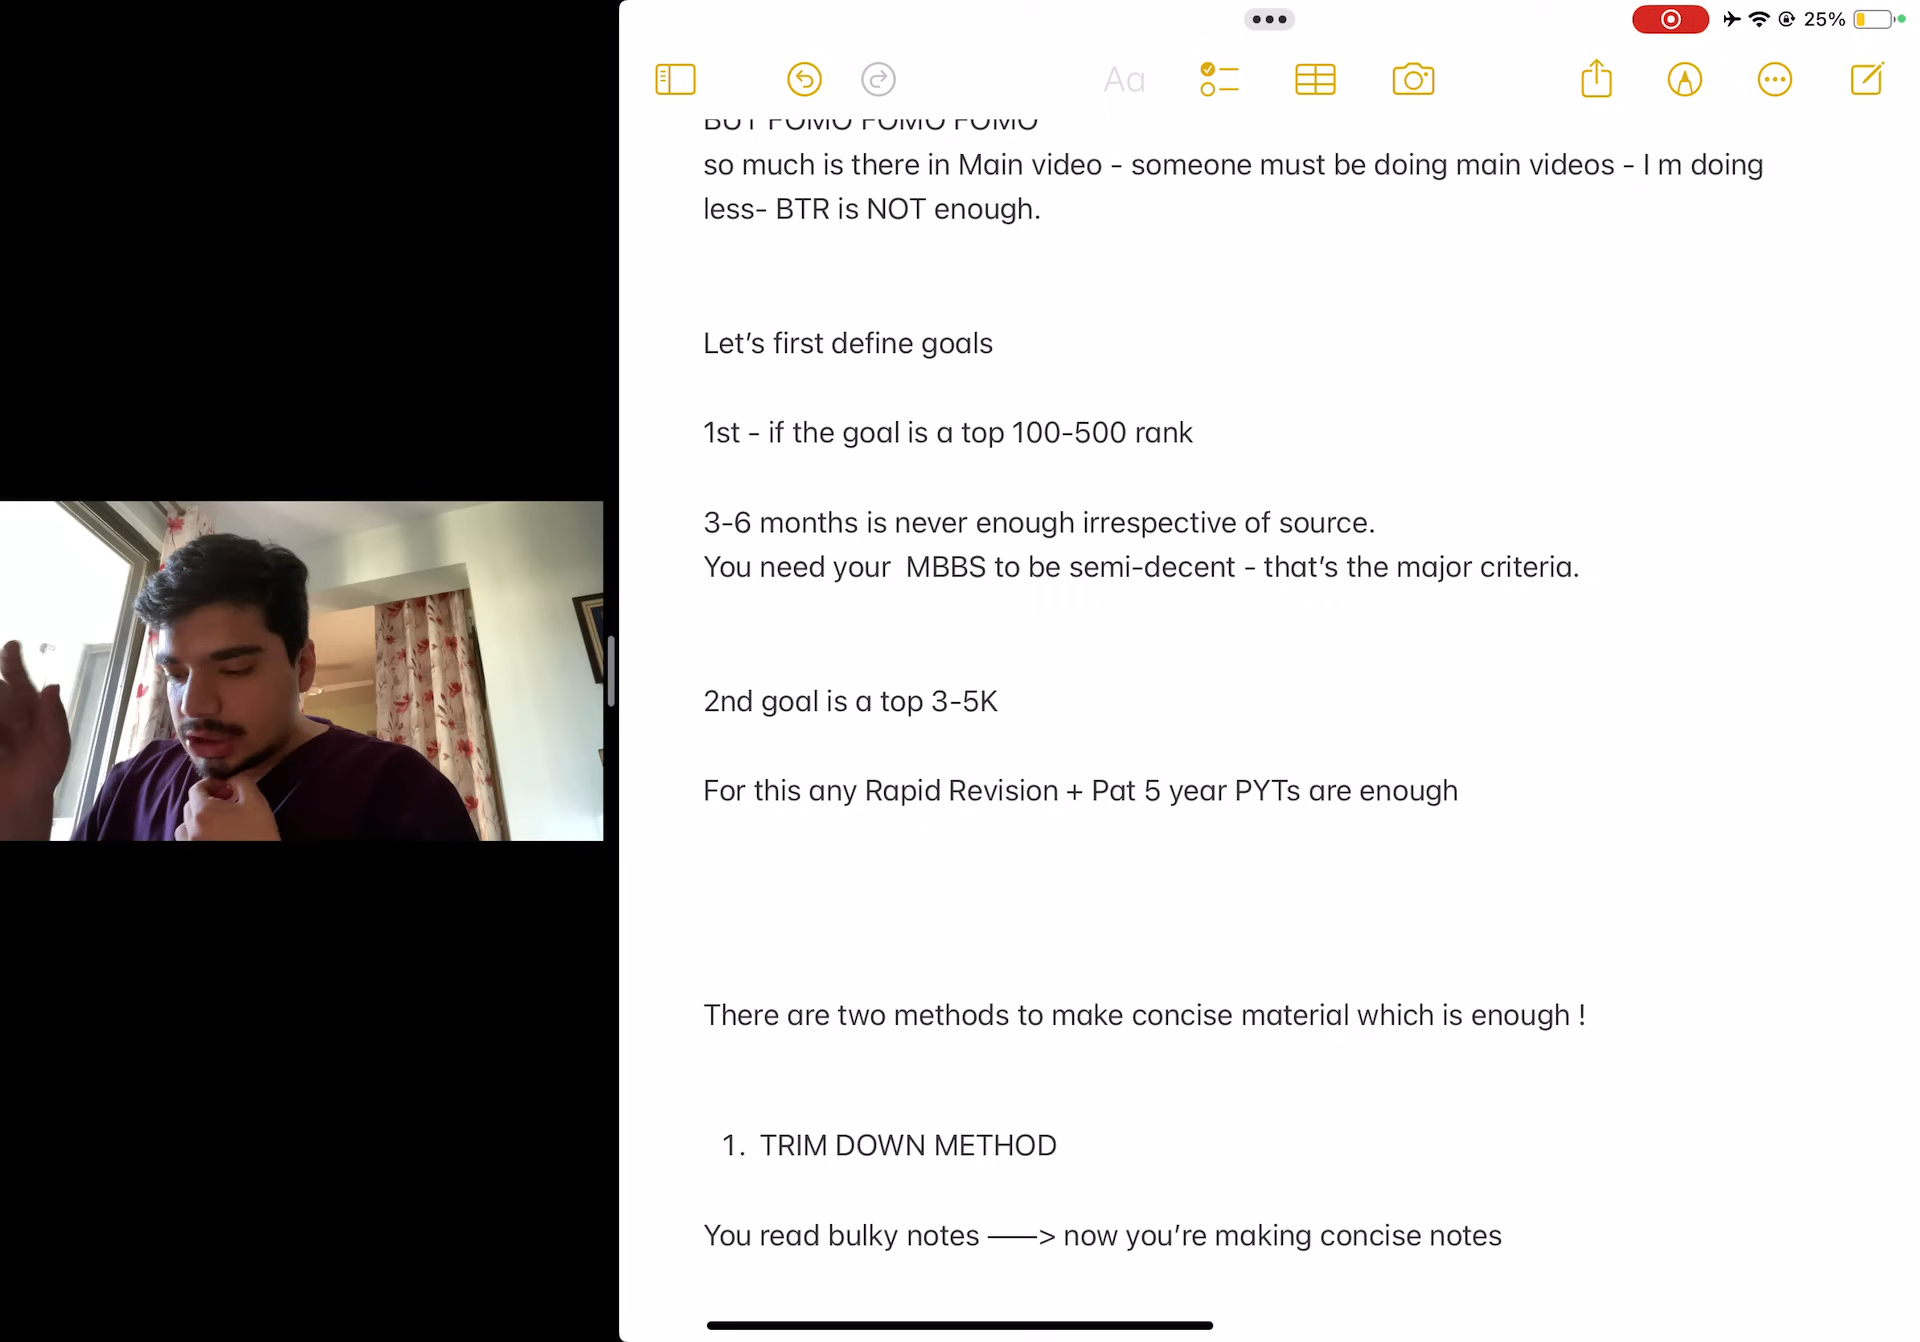 25%
Aa
BUT FOMO FOMO FOMO
so much is there in Main video - someone must be doing main videos - I m doing
less- BTR is NOT enough.
Let's first define goals
1st - if the goal is a top 100-500 rank
3-6 months is never enough irrespective of source.
You need your  MBBS to be semi-decent - that's the major criteria.
2nd goal is a top 3-5K
For this any Rapid Revision + Pat 5 year PYTs are enough
There are two methods to make concise material which is enough !
1. TRIM DOWN METHOD
You read bulky notes ——> now you're making concise notes